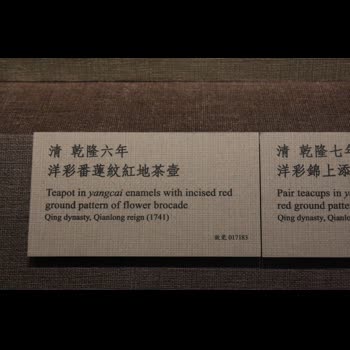 清 乾隆六年
洋彩番蓮紋紅地茶壺
Teapot in yangcai enamels with incised red
ground pattern of flower brocade
Qing dynasty, Qianlong reign (1741)
故瓷 017183
清 乾隆七年
洋彩錦上添
Pair teacups in
red ground patter
Qing dynasty, Qianlong